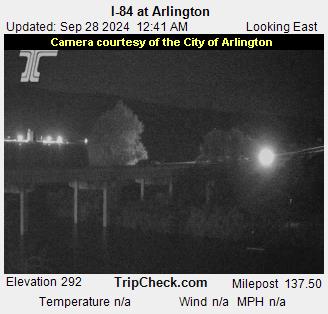 I-84 at Arlington
Updated: Sep 28 2024 12:41 AM Looking East
Camera courtesy of the City of Arlington
Elevation 292 TripCheck.com Milepost 137.50
Temperature n/a Wind n/a MPH n/a